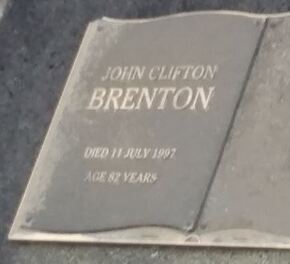 JOHN CLIFTON
BRENTON
DIED 11 JULY 1997
AGE 82 YEARS